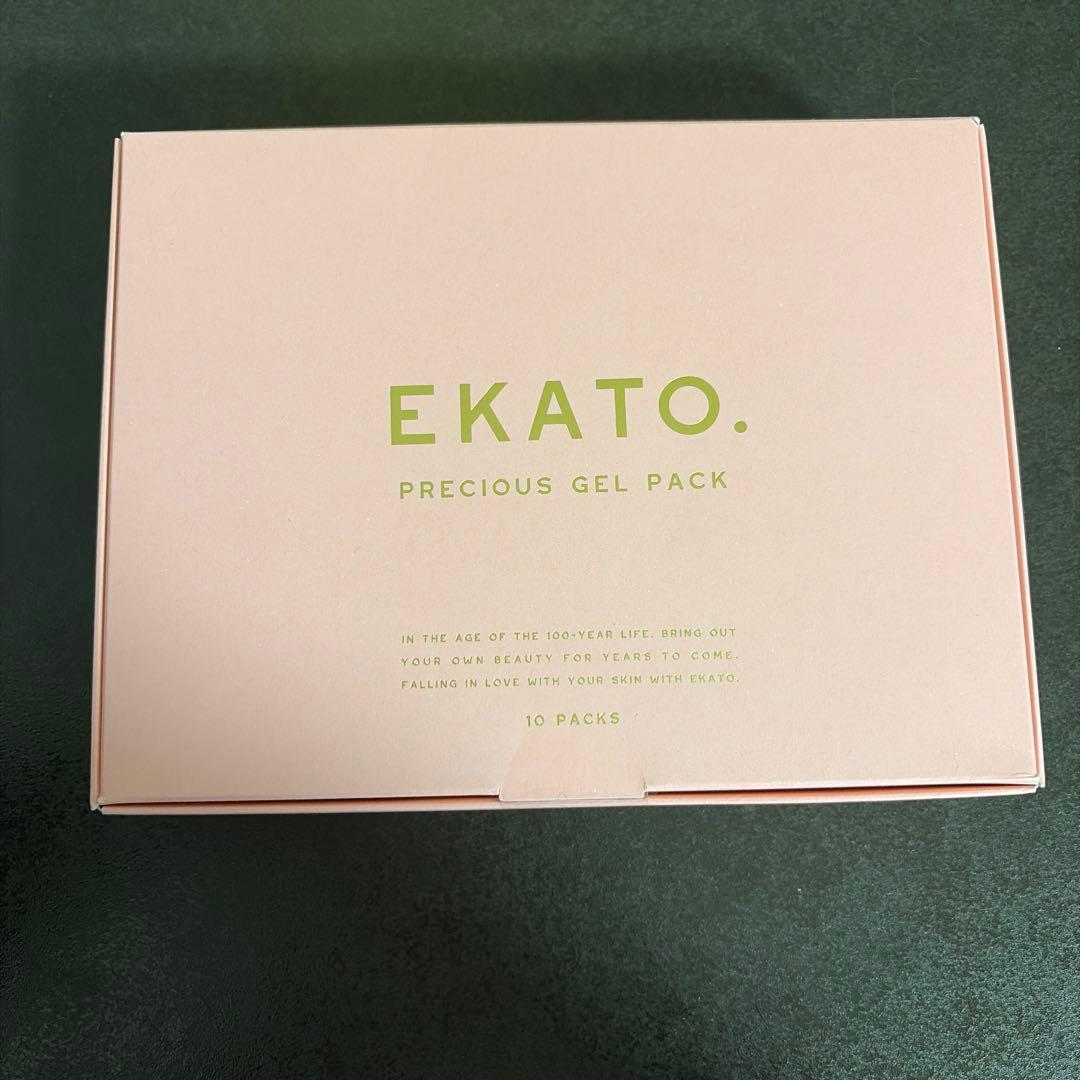 EKATO.
PRECIOUS GEL PACK
IN THE AGE OF THE 100-YEAR LIFE. BRING OUT
YOUR OWN BEAUTY FOR YEARS TO COME.
FALLING IN LOVE WITH YOUR SKIN WITH EKATO.
10 PACKS